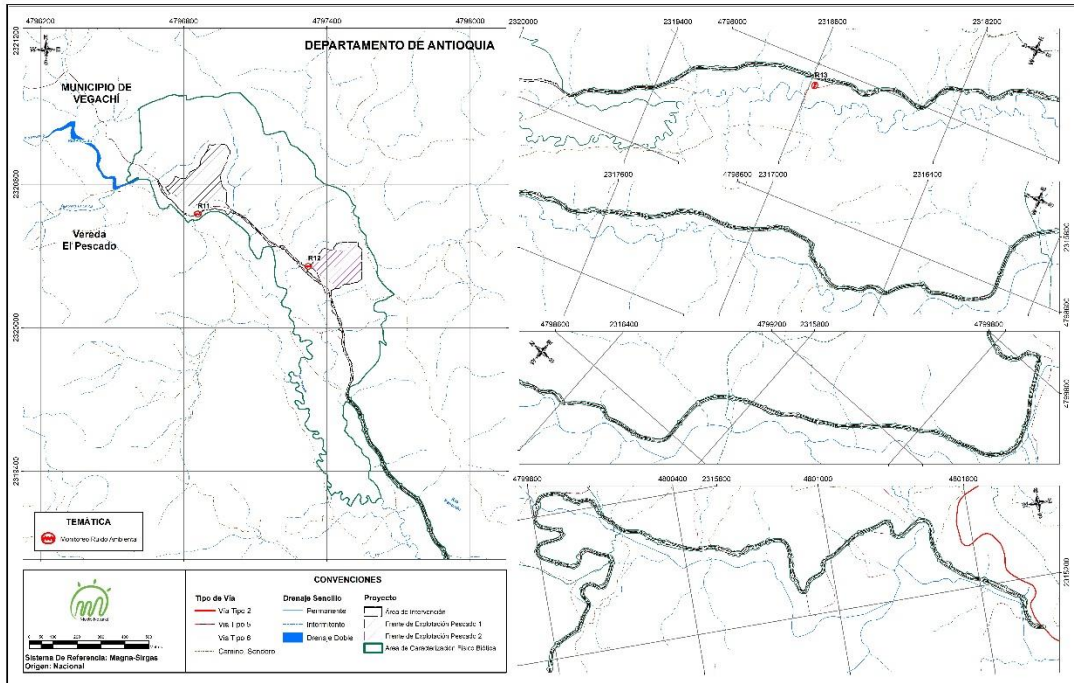 4796200
4796800
4797400
4798000
2321200
DEPARTAMENTO DE ANTIOQUIA
MUNICIPIO DE
VEGACHÍ
2320600
R11
Vereda
El Pescado
R12
2320000
2319400
TEMÁTICA
Monitoreo Ruido Ambiental
2320000
2319400
4798000
2318800
2318200
R13
2317600
4798600
2317000
2316400
2315800
4798600
4798600
2316400
4799200
2315800
4799800
4799800
4799800
4800400
2315800
4801000
4801600
2315200
CONVENCIONES
Tipo de Vía
Vía Tipo 2
Vía Tipo 5
Vía Tipo 6
Camino, Sendero
Drenaje Sencillo
Permanente
Intermitente
Drenaje Doble
Proyecto
Área de Intervención
Frente de Explotación Pescado 1
Frente de Explotación Pescado 2
Área de Caracterización Físico Biótica
Sistema De Referencia: Magna-Sirgas
Origen: Nacional